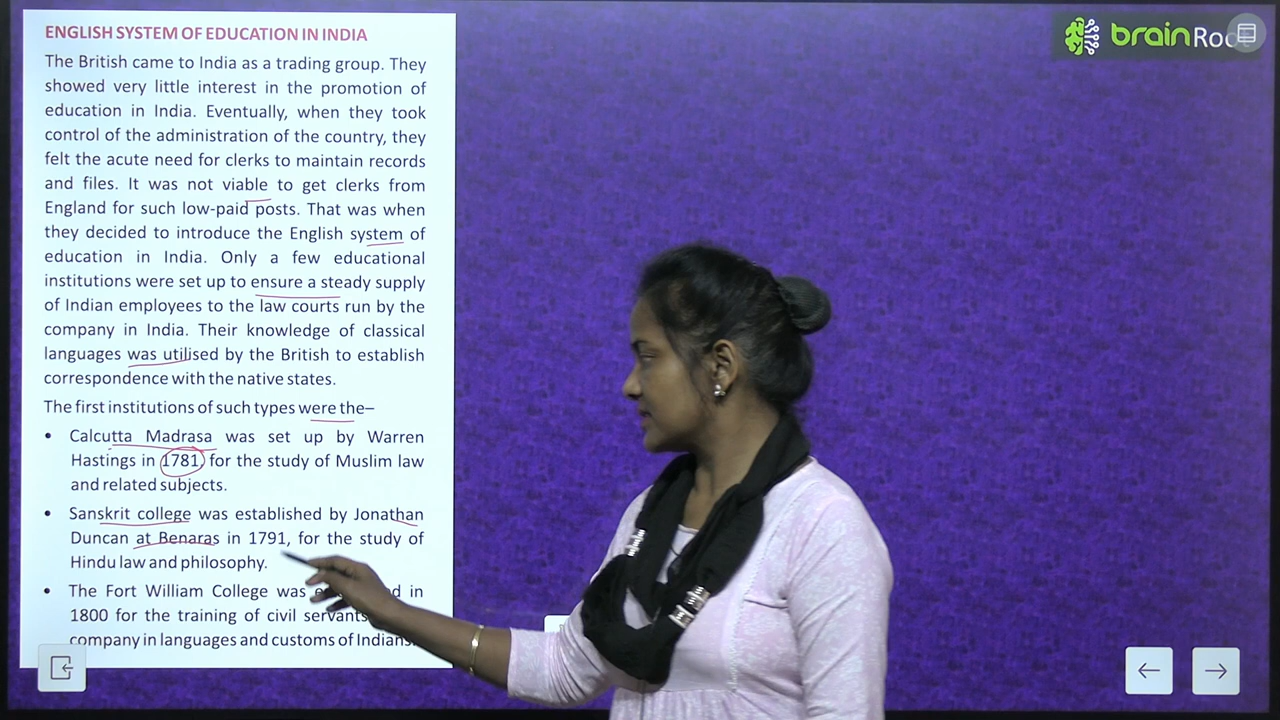 ENGLISH SYSTEM OF EDUCATION IN INDIA
The British came to India as a trading group. They
showed very little interest in the promotion of
education in India. Eventually, when they took
control of the administration of the country, they
felt the acute need for clerks to maintain records
and files. It was not viable to get clerks from
England for such low-paid posts. That was when
they decided to introduce the English system of
education in India. Only a few educational
institutions were set up to ensure a steady supply
of Indian employees to the law courts run by the
company in India. Their knowledge of classical
languages was utilised by the British to establish
correspondence with the native states.
The first institutions of such types were the–
• Calcutta Madrasa was set up by Warren
Hastings in 1781 for the study of Muslim law
and related subjects.
• Sanskrit college was established by Jonathan
Duncan at Benaras in 1791, for the study of
Hindu law and philosophy.
• The Fort William College was in
1800 for the training of civil servants
company in languages and customs of Indians.
brain